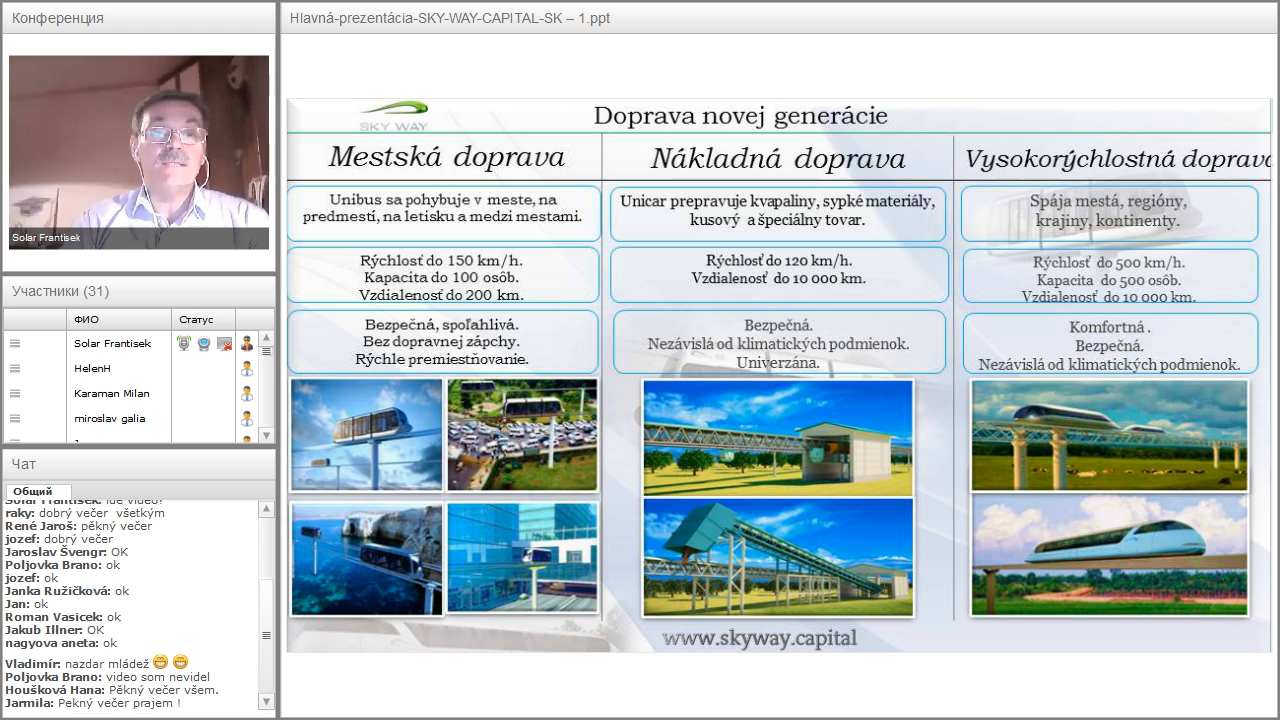 Конференция
Solar Frantisek
Участники (31)
ФИО
Статус
Solar Frantisek
HelenH
Karaman Milan
miroslav galia
Чат
Общий
Solar Frantisek: ide video?
raky: dobrý večer všetkým
René Jaroš: pěkný večer
jozef: dobrý večer
Jaroslav Švengr: OK
Poljovka Brano: ok
jozef: ok
Janka Ružičková: ok
Jan: ok
Roman Vasicek: ok
Jakub Illner: OK
nagyova aneta: ok
Vladimír: nazdar mládež
Poljovka Brano: video som nevidel
Houšková Hana: Pěkný večer všem.
Jarmila: Pekný večer prajem !
Hlavná-prezentácia-SKY-WAY-CAPITAL-SK – 1.ppt
SKY WAY
Doprava novej generácie
Mestská doprava
Unibus sa pohybuje v meste, na
predmestí, na letisku a medzi mestami.
Rýchlosť do 150 km/h.
Kapacita do 100 osôb.
Vzdialenosť do 200 km.
Bezpečná, spoľahlivá.
Bez dopravnej zápchy.
Rýchle premiestňovanie.
Nákladná doprava
Unicar prepravuje kvapaliny, sypké materiály,
kusový a špeciálny tovar.
Rýchlosť do 120 km/h.
Vzdialenosť do 10 000 km.
Bezpečná.
Nezávislá od klimatických podmienok.
Univerzána.
Vysokorýchlostná doprava
Spája mestá, regióny,
krajiny, kontinenty.
Rýchlosť do 500 km/h.
Kapacita do 500 osôb.
Vzdialenosť do 10 000 km.
Komfortná .
Bezpečná.
Nezávislá od klimatických podmienok.
www.skyway.capital